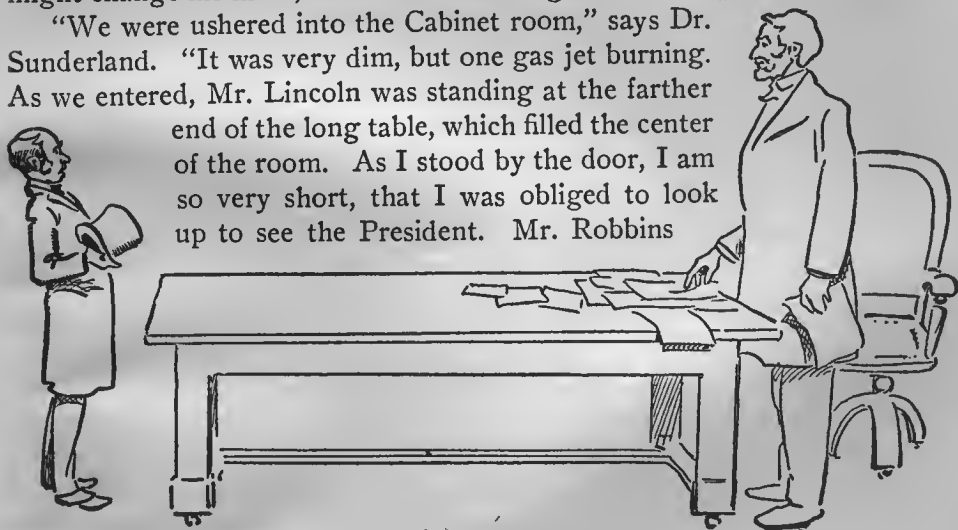 "We were ushered into the Cabinet room," says Dr.
Sunderland. "It was very dim, but one gas jet burning.
As we entered, Mr. Lincoln was standing at the farther
end of the long table, which filled the center
of the room. As I stood by the door, I am
so very short, that I was obliged to look
up to see the President. Mr. Robbins